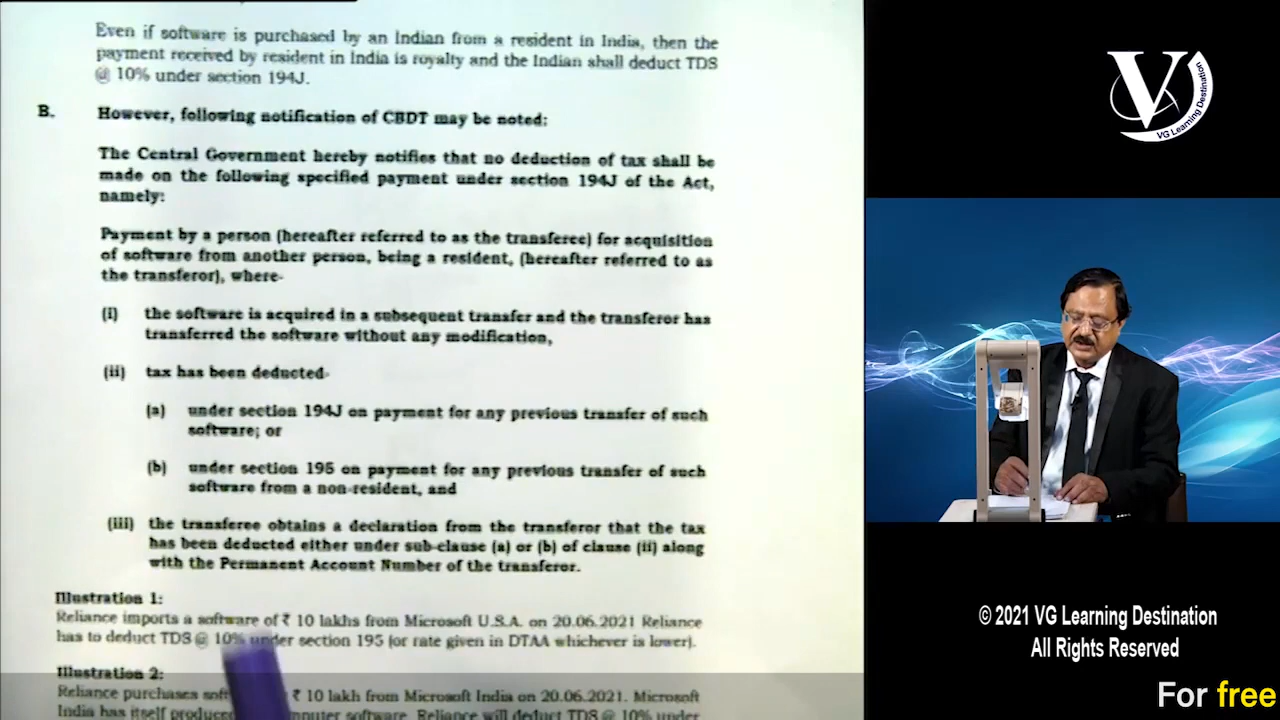 Even if software is purchased by an Indian from a resident in India, then the
payment received by resident in India is royalty and the Indian shall deduct TDS
@ 10% under section 194J.
B. However, following notification of CBDT may be noted:
The Central Government hereby notifies that no deduction of tax shall be
made on the following specified payment under section 194J of the Act,
namely:
Payment by a person (hereafter referred to as the transferee) for acquisition
of software from another person, being a resident, (hereafter referred to as
the transferor), where-
(i) the software is acquired in a subsequent transfer and the transferor has
transferred the software without any modification,
(ii) tax has been deducted-
(a) under section 194J on payment for any previous transfer of such
software; or
(b) under section 195 on payment for any previous transfer of such
software from a non-resident, and
(iii) the transferee obtains a declaration from the transferor that the tax
has been deducted either under sub-clause (a) or (b) of clause (ii) along
with the Permanent Account Number of the transferor.
Illustration 1:
Reliance imports a software of ₹ 10 lakhs from Microsoft U.S.A. on 20.06.2021 Reliance
has to deduct TDS @ 10% under section 195 (or rate given in DTAA whichever is lower).
Illustration 2:
Reliance purchases ₹ 10 lakh from Microsoft India on 20.06.2021. Microsoft
India has itself computer software. Reliance will deduct TDS @ 10% under
V
VG Learning Destination
© 2021 VG Learning Destination
All Rights Reserved
For free